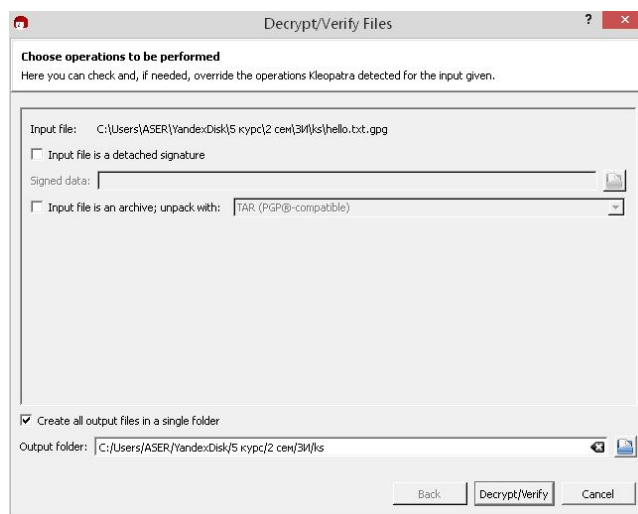 Decrypt/Verify Files
?
×
Choose operations to be performed
Here you can check and, if needed, override the operations Kleopatra detected for the input given.
Input file: C:\Users\ASER\YandexDisk\5 курс\2 сем\ЗИ\ks\hello.txt.gpg
Input file is a detached signature
Signed data:
Input file is an archive; unpack with: TAR (PGP®-compatible)
Create all output files in a single folder
Output folder: C:/Users/ASER/YandexDisk/5 курс/2 сем/ЗИ/ks
Back Decrypt/Verify Cancel